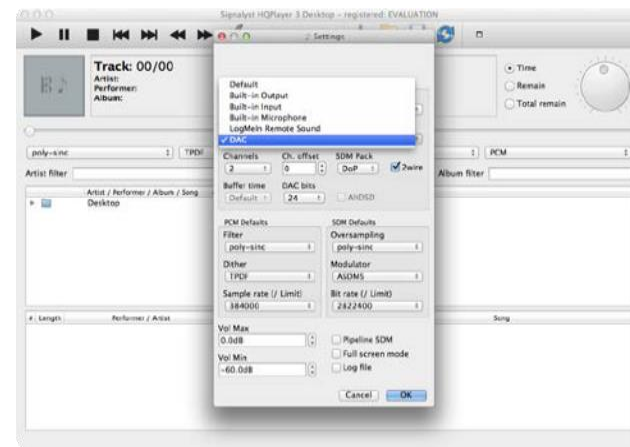 Signalyst HQPlayer 3 Desktop - registered: EVALUATION
Settings
Track: 00/00
Artist:
Performer:
Album:
Time
Remain
Total remain
Default
Built-in Output
Built-in Input
Built-in Microphone
LogMeIn Remote Sound
✓ DAC
poly-sinc
TPDF
PCM
Artist filter
Album filter
Channels
Ch. offset
SDM Pack
2
0
DoP
2wire
Buffer time
DAC bits
Default
24
Artist / Performer / Album / Song
Desktop
PCM Defaults
SDM Defaults
Filter
Oversampling
poly-sinc
poly-sinc
Dither
Modulator
TPDF
ASDM5
Sample rate (/ Limit)
Bit rate (/ Limit)
384000
2822400
# Length
Performer / Artist
Song
Vol Max
0.0dB
Pipeline SDM
Full screen mode
Vol Min
-60.0dB
Log file
Cancel
OK